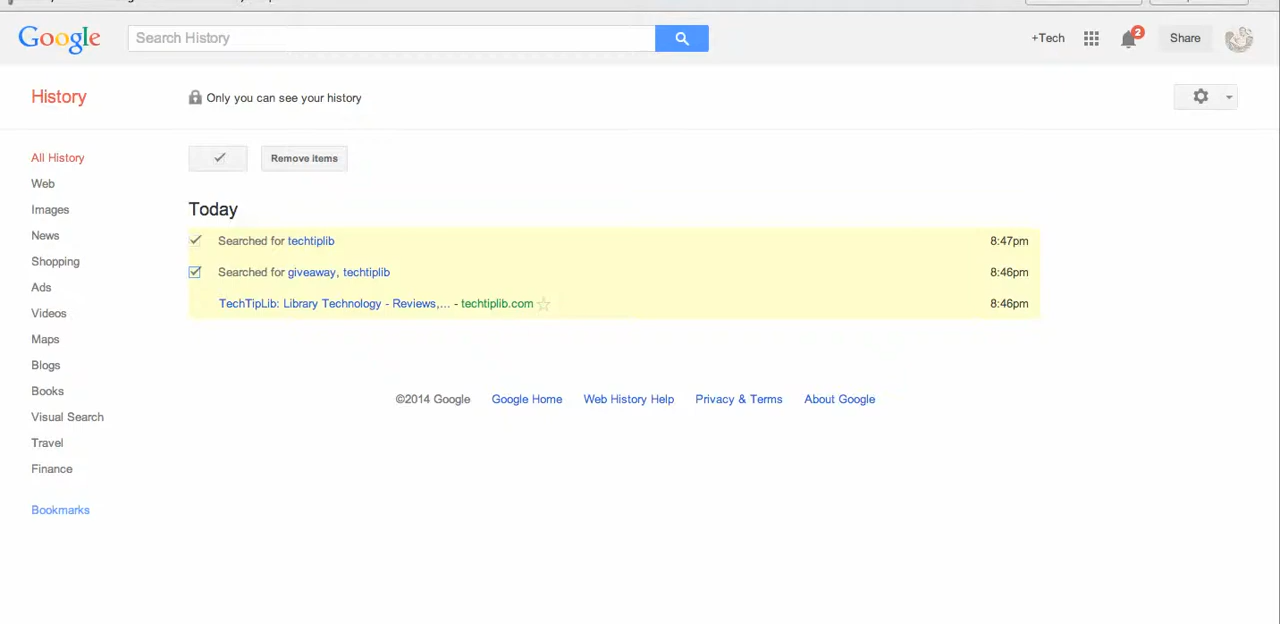 Google
Search History
+Tech
2
Share
History
Only you can see your history
All History
Web
Images
News
Shopping
Ads
Videos
Maps
Blogs
Books
Visual Search
Travel
Finance
Bookmarks
Remove items
Today
Searched for techtiplib 8:47pm
Searched for giveaway, techtiplib 8:46pm
TechTipLib: Library Technology - Reviews,... - techtiplib.com 8:46pm
©2014 Google Google Home Web History Help Privacy & Terms About Google